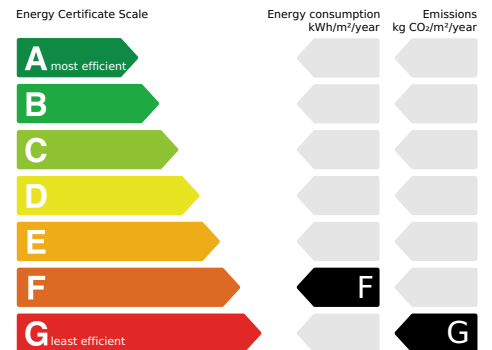 Energy Certificate Scale
Energy consumption
kWh/m²/year
Emissions
kg CO₂/m²/year
A most efficient
B
C
D
E
F
F
G least efficient
G